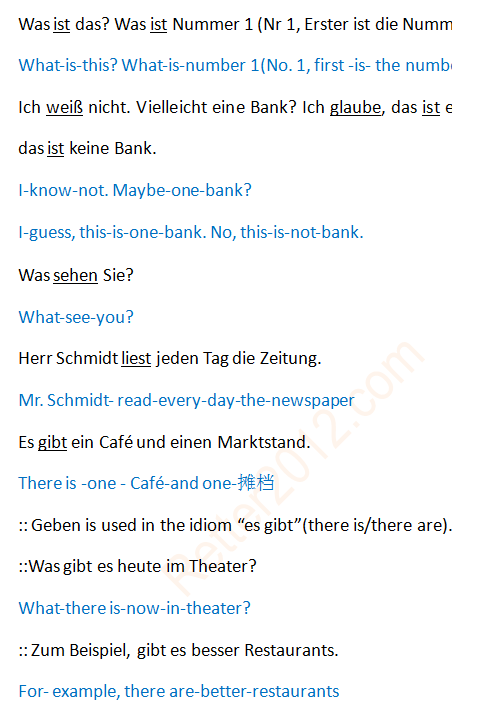 Was ist das? Was ist Nummer 1 (Nr 1, Erster ist die Numm
What-is-this? What-is-number 1(No. 1, first -is- the numbe
Ich weiß nicht. Vielleicht eine Bank? Ich glaube, das ist e
das ist keine Bank.
I-know-not. Maybe-one-bank?
I-guess, this-is-one-bank. No, this-is-not-bank.
Was sehen Sie?
What-see-you?
Herr Schmidt liest jeden Tag die Zeitung.
Mr. Schmidt- read-every-day-the-newspaper
Es gibt ein Café und einen Marktstand.
There is -one - Café-and one-摊档
:: Geben is used in the idiom “es gibt”(there is/there are).
::Was gibt es heute im Theater?
What-there is-now-in-theater?
:: Zum Beispiel, gibt es besser Restaurants.
For- example, there are-better-restaurants
Retter2012.com